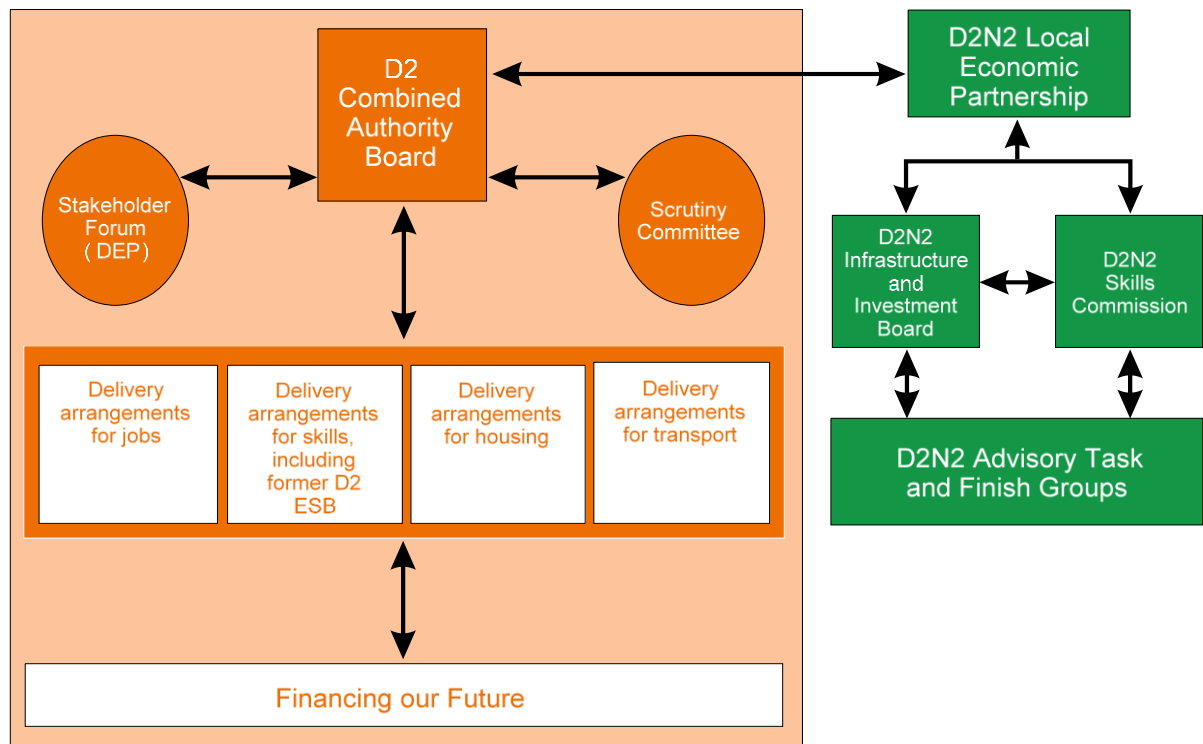 D2
Combined
Authority
Board
D2N2 Local
Economic
Partnership
Stakeholder
Forum
( DEP)
Scrutiny
Committee
D2N2
Infrastructure
and
Investment
Board
D2N2
Skills
Commission
Delivery
arrangements
for jobs
Delivery
arrangements
for skills,
including
former D2
ESB
Delivery
arrangements
for housing
Delivery
arrangements
for transport
D2N2 Advisory Task
and Finish Groups
Financing our Future